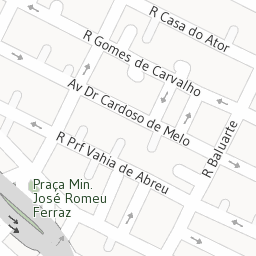 R Casa do Ator
R Gomes de Carvalho
Av Dr Cardoso de Melo
R Baluarte
R Prf Vahia de Abreu
Praça Min.
José Romeu
Ferraz